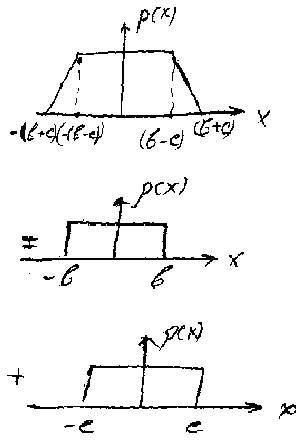 p(x)
-(b+c) -(b-c) (b-c) (b+c) x
p(x)
=
-b b x
p(x)
+
-c c x